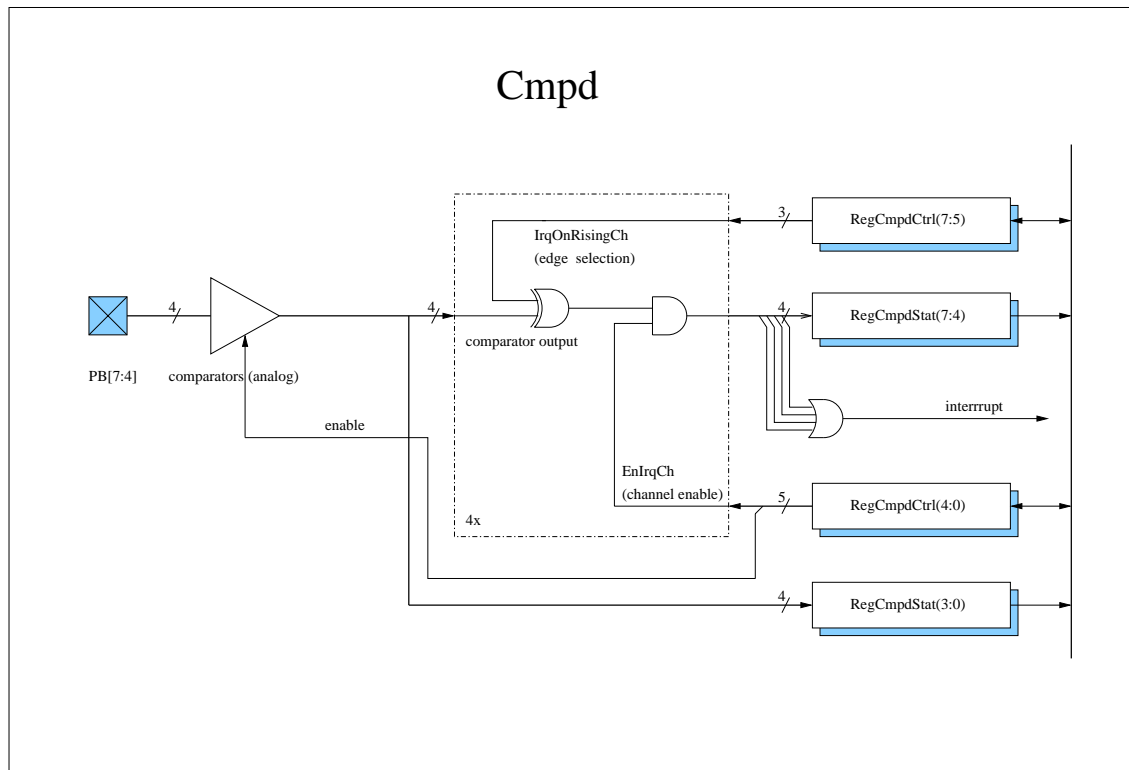 Cmpd
3
RegCmpdCtrl(7:5)
IrqOnRisingCh
(edge selection)
4
4
4
RegCmpdStat(7:4)
comparator output
PB[7:4]
comparators (analog)
interrrupt
enable
EnIrqCh
(channel enable)
5
RegCmpdCtrl(4:0)
4x
4
RegCmpdStat(3:0)